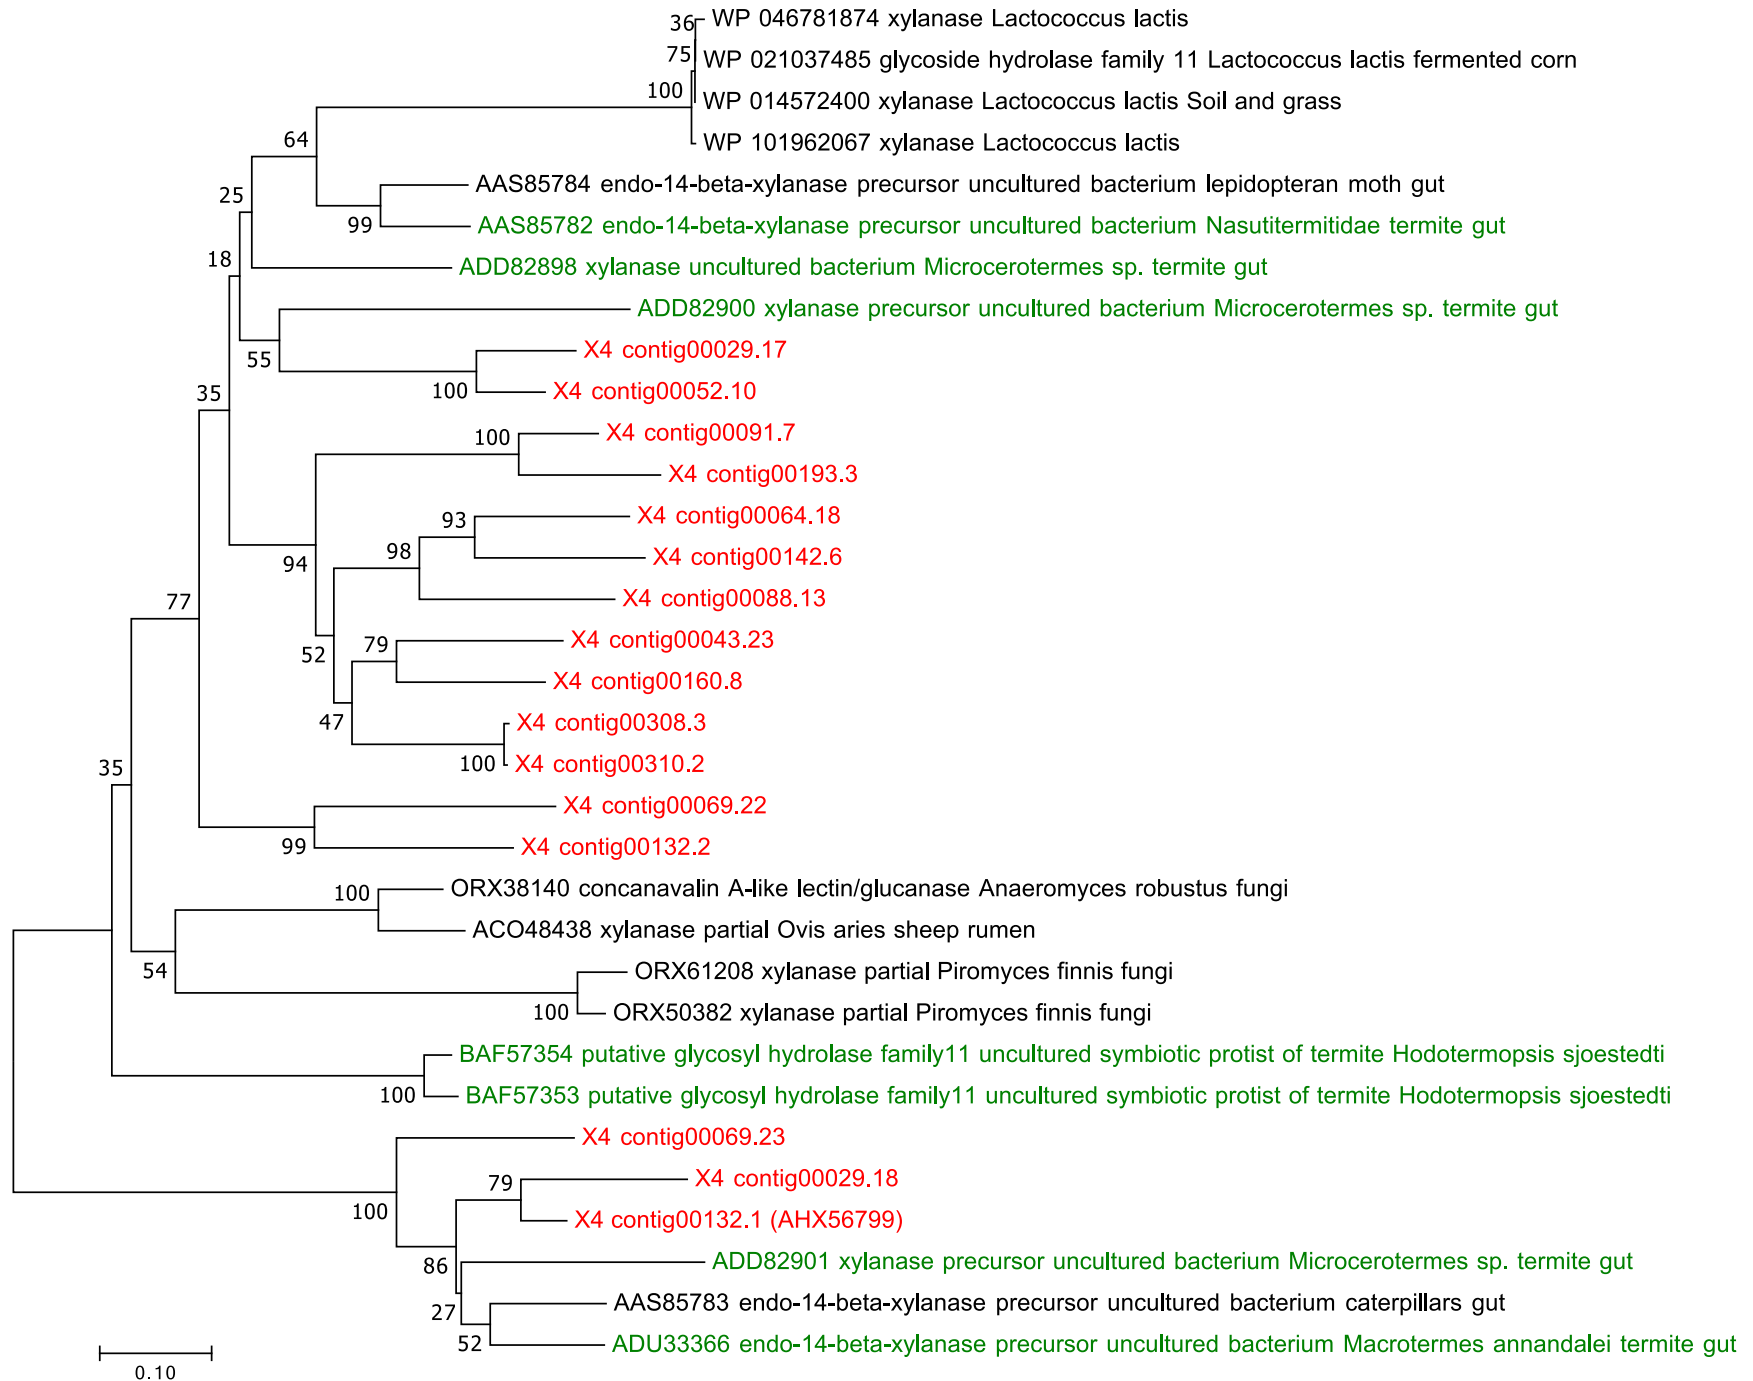 36
WP 046781874 xylanase Lactococcus lactis
75
WP 021037485 glycoside hydrolase family 11 Lactococcus lactis fermented corn
100
WP 014572400 xylanase Lactococcus lactis Soil and grass
64
WP 101962067 xylanase Lactococcus lactis
AAS85784 endo-14-beta-xylanase precursor uncultured bacterium lepidopteran moth gut
25
99
AAS85782 endo-14-beta-xylanase precursor uncultured bacterium Nasutitermitidae termite gut
18
ADD82898 xylanase uncultured bacterium Microcerotermes sp. termite gut
ADD82900 xylanase precursor uncultured bacterium Microcerotermes sp. termite gut
55
X4 contig00029.17
100
X4 contig00052.10
35
100
X4 contig00091.7
X4 contig00193.3
93
X4 contig00064.18
98
94
X4 contig00142.6
77
X4 contig00088.13
79
X4 contig00043.23
52
X4 contig00160.8
47
X4 contig00308.3
100
X4 contig00310.2
35
X4 contig00069.22
99
X4 contig00132.2
100
ORX38140 concanavalin A-like lectin/glucanase Anaeromyces robustus fungi
ACO48438 xylanase partial Ovis aries sheep rumen
54
ORX61208 xylanase partial Piromyces finnis fungi
100
ORX50382 xylanase partial Piromyces finnis fungi
BAF57354 putative glycosyl hydrolase family11 uncultured symbiotic protist of termite Hodotermopsis sjoestedti
100
BAF57353 putative glycosyl hydrolase family11 uncultured symbiotic protist of termite Hodotermopsis sjoestedti
X4 contig00069.23
79
X4 contig00029.18
100
X4 contig00132.1 (AHX56799)
86
ADD82901 xylanase precursor uncultured bacterium Microcerotermes sp. termite gut
27
AAS85783 endo-14-beta-xylanase precursor uncultured bacterium caterpillars gut
52
ADU33366 endo-14-beta-xylanase precursor uncultured bacterium Macrotermes annandalei termite gut
0.10